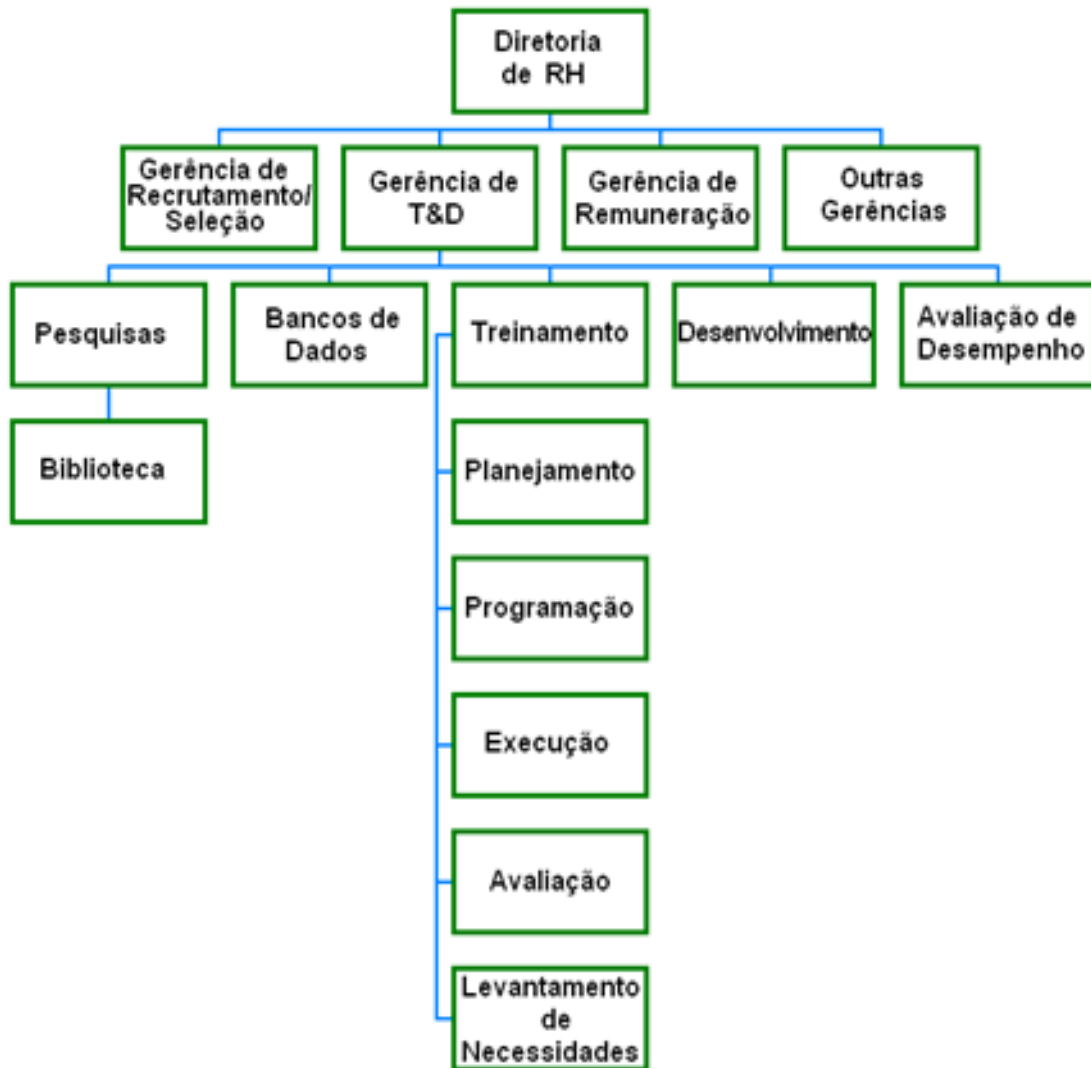 Diretoria
de RH
Gerência de
Recrutamento/
Seleção
Gerência de
T&D
Gerência de
Remuneração
Outras
Gerências
Pesquisas
Bancos de
Dados
Treinamento
Desenvolvimento
Avaliação de
Desempenho
Biblioteca
Planejamento
Programação
Execução
Avaliação
Levantamento
de
Necessidades